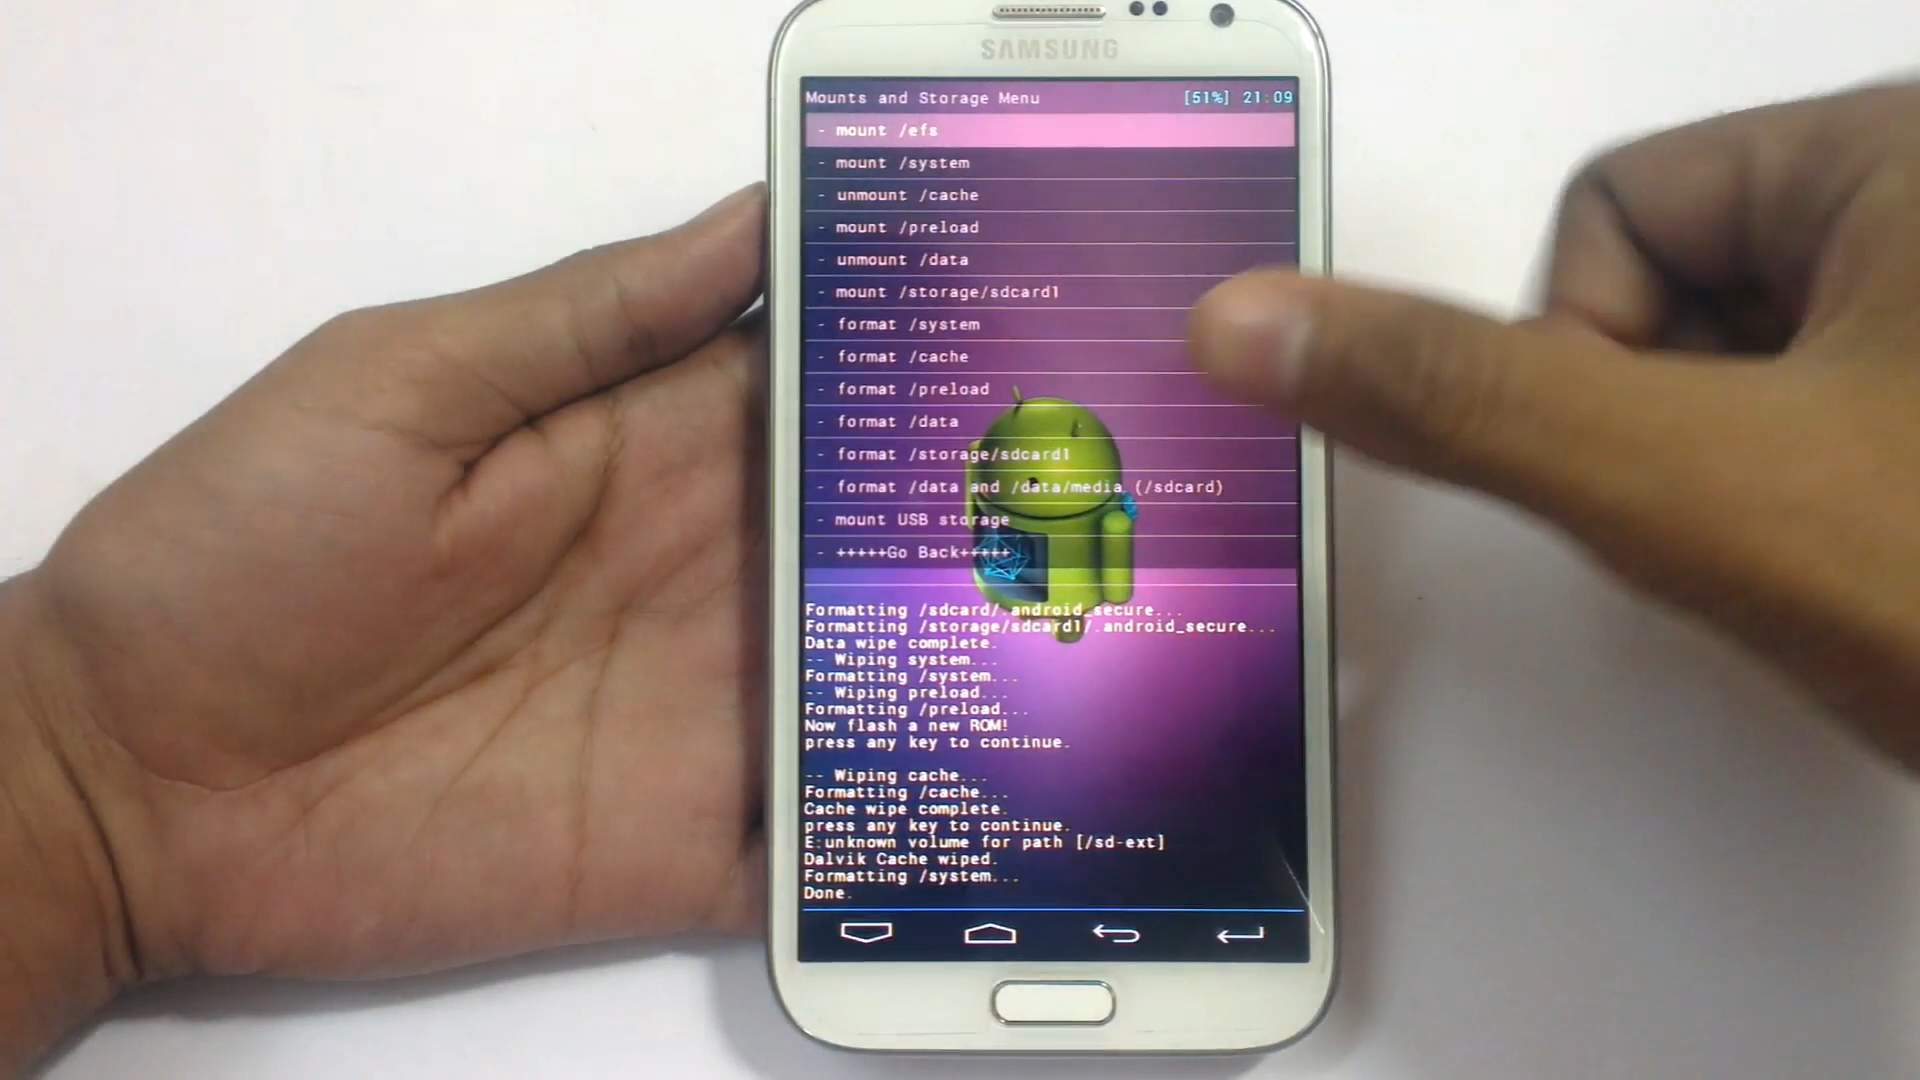 SAMSUNG
Mounts and Storage Menu [51%] 21:09
- mount /efs
- mount /system
- unmount /cache
- mount /preload
- unmount /data
- mount /storage/sdcard1
- format /system
- format /cache
- format /preload
- format /data
- format /storage/sdcard1
- format /data and /data/media (/sdcard)
- mount USB storage
- +++++Go Back+++++
Formatting /sdcard/.android_secure...
Formatting /storage/sdcard1/.android_secure...
Data wipe complete.
-- Wiping system...
Formatting /system...
-- Wiping preload...
Formatting /preload...
Now flash a new ROM!
press any key to continue.
-- Wiping cache...
Formatting /cache...
Cache wipe complete.
press any key to continue.
E:unknown volume for path [/sd-ext]
Dalvik Cache wiped.
Formatting /system...
Done.